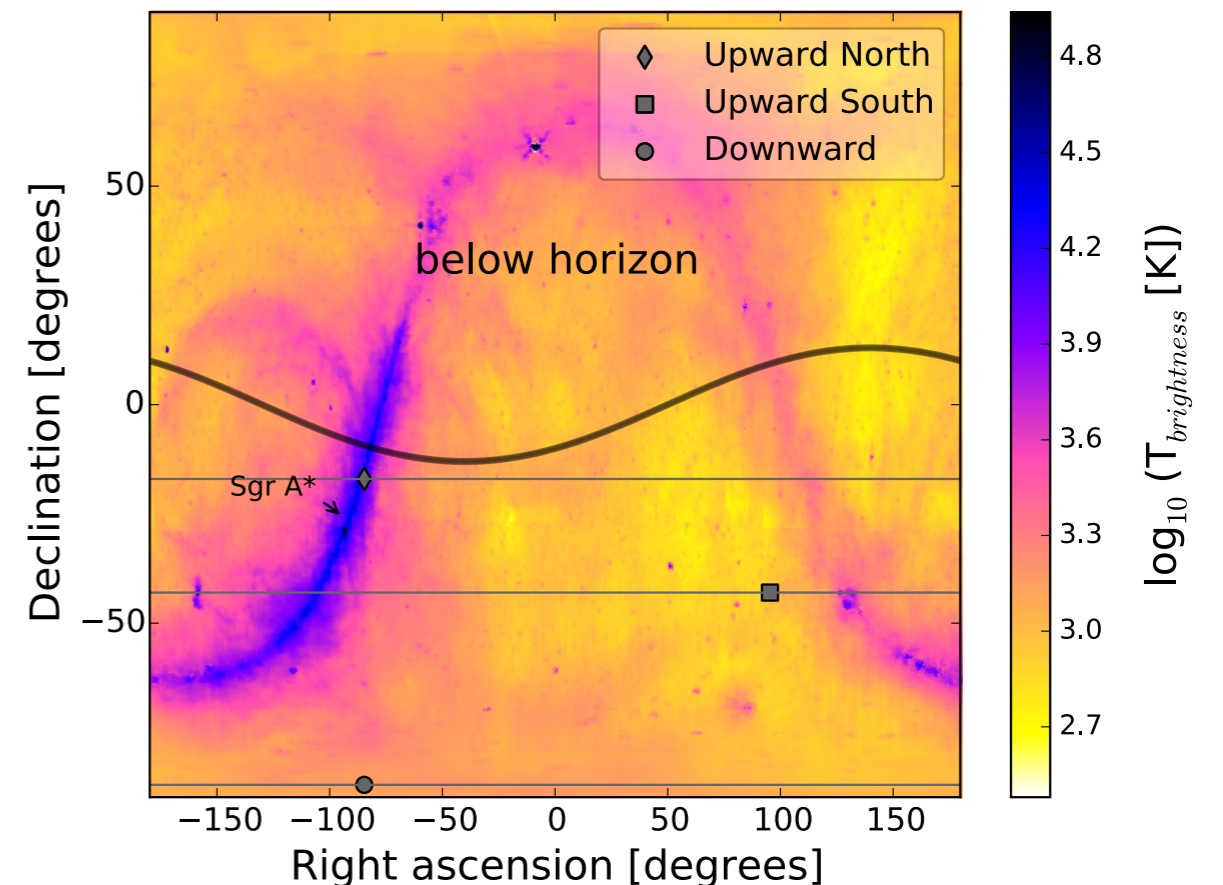 Upward North
Upward South
Downward
below horizon
Sgr A*
50
0
−50
−150
−100
−50
0
50
100
150
Right ascension [degrees]
Declination [degrees]
4.8
4.5
4.2
3.9
3.6
3.3
3.0
2.7
log10 (Tbrightness [K])